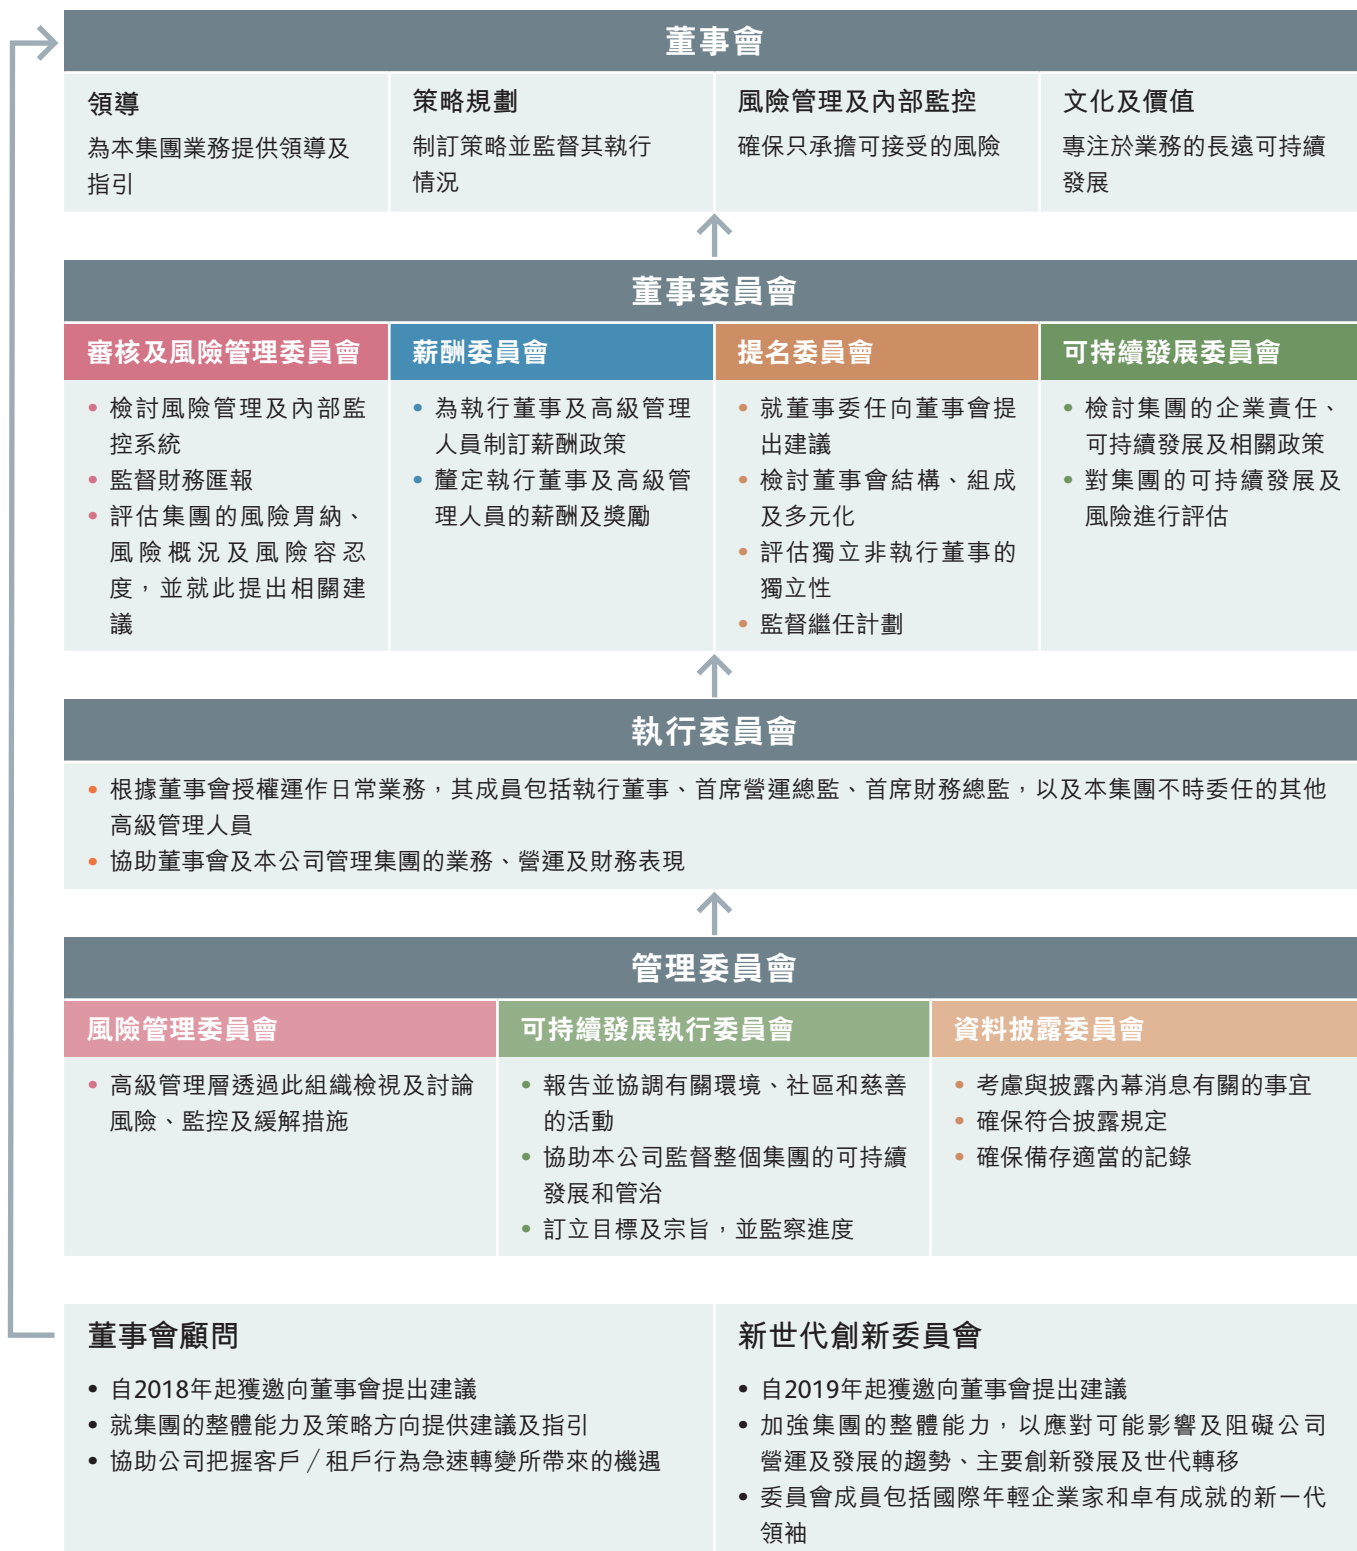 董事會
領導
為本集團業務提供領導及
指引
策略規劃
制訂策略並監督其執行
情況
風險管理及內部監控
確保只承擔可接受的風險
文化及價值
專注於業務的長遠可持續
發展
董事委員會
審核及風險管理委員會
• 檢討風險管理及內部監
控系統
• 監督財務匯報
• 評估集團的風險胃納、
風險概況及風險容忍
度，並就此提出相關建
議
薪酬委員會
• 為執行董事及高級管理
人員制訂薪酬政策
• 釐定執行董事及高級管
理人員的薪酬及獎勵
提名委員會
• 就董事委任向董事會提
出建議
• 檢討董事會結構、組成
及多元化
• 評估獨立非執行董事的
獨立性
• 監督繼任計劃
可持續發展委員會
• 檢討集團的企業責任、
可持續發展及相關政策
• 對集團的可持續發展及
風險進行評估
執行委員會
• 根據董事會授權運作日常業務，其成員包括執行董事、首席營運總監、首席財務總監，以及本集團不時委任的其他
高級管理人員
• 協助董事會及本公司管理集團的業務、營運及財務表現
管理委員會
風險管理委員會
• 高級管理層透過此組織檢視及討論
風險、監控及緩解措施
可持續發展執行委員會
• 報告並協調有關環境、社區和慈善
的活動
• 協助本公司監督整個集團的可持續
發展和管治
• 訂立目標及宗旨，並監察進度
資料披露委員會
• 考慮與披露內幕消息有關的事宜
• 確保符合披露規定
• 確保備存適當的記錄
董事會顧問
• 自2018年起獲邀向董事會提出建議
• 就集團的整體能力及策略方向提供建議及指引
• 協助公司把握客戶／租戶行為急速轉變所帶來的機遇
新世代創新委員會
• 自2019年起獲邀向董事會提出建議
• 加強集團的整體能力，以應對可能影響及阻礙公司
營運及發展的趨勢、主要創新發展及世代轉移
• 委員會成員包括國際年輕企業家和卓有成就的新一代
領袖